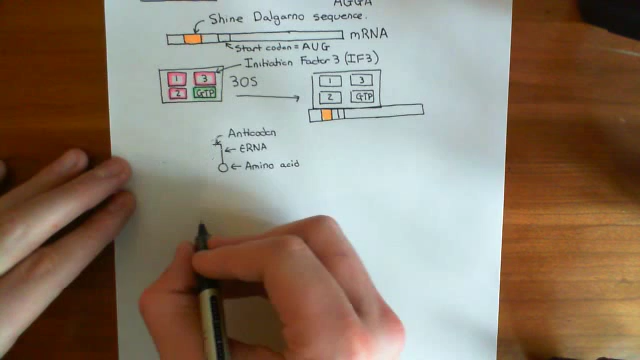 AGGA
Shine Dalgarno sequence.
mRNA
Start codon = AUG
Initiation Factor 3 (IF3)
1 3
2 GTP
30S
1 3
2 GTP
Anticodon
tRNA
Amino acid